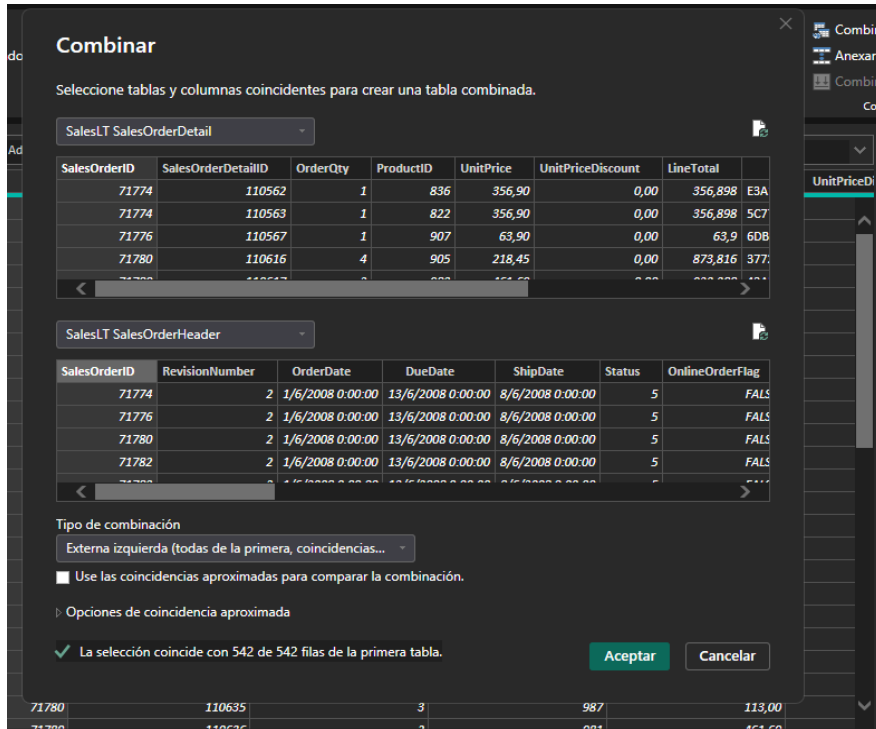 Combinar
Seleccione tablas y columnas coincidentes para crear una tabla combinada.
SalesLT SalesOrderDetail
SalesOrderID SalesOrderDetailID OrderQty ProductID UnitPrice UnitPriceDiscount LineTotal
71774 110562 1 836 356,90 0,00 356,898 E3A
71774 110563 1 822 356,90 0,00 356,898 5C7
71776 110567 1 907 63,90 0,00 63,9 6DB
71780 110616 4 905 218,45 0,00 873,816 377
SalesLT SalesOrderHeader
SalesOrderID RevisionNumber OrderDate DueDate ShipDate Status OnlineOrderFlag
71774 2 1/6/2008 0:00:00 13/6/2008 0:00:00 8/6/2008 0:00:00 5 FALS
71776 2 1/6/2008 0:00:00 13/6/2008 0:00:00 8/6/2008 0:00:00 5 FALS
71780 2 1/6/2008 0:00:00 13/6/2008 0:00:00 8/6/2008 0:00:00 5 FALS
71782 2 1/6/2008 0:00:00 13/6/2008 0:00:00 8/6/2008 0:00:00 5 FALS
Tipo de combinación
Externa izquierda (todas de la primera, coincidencias...
Use las coincidencias aproximadas para comparar la combinación.
Opciones de coincidencia aproximada
La selección coincide con 542 de 542 filas de la primera tabla.
Aceptar Cancelar
do
Ad
Combi
Anexar
Combi
Co
UnitPriceDi
71780 110635 3 987 113,00